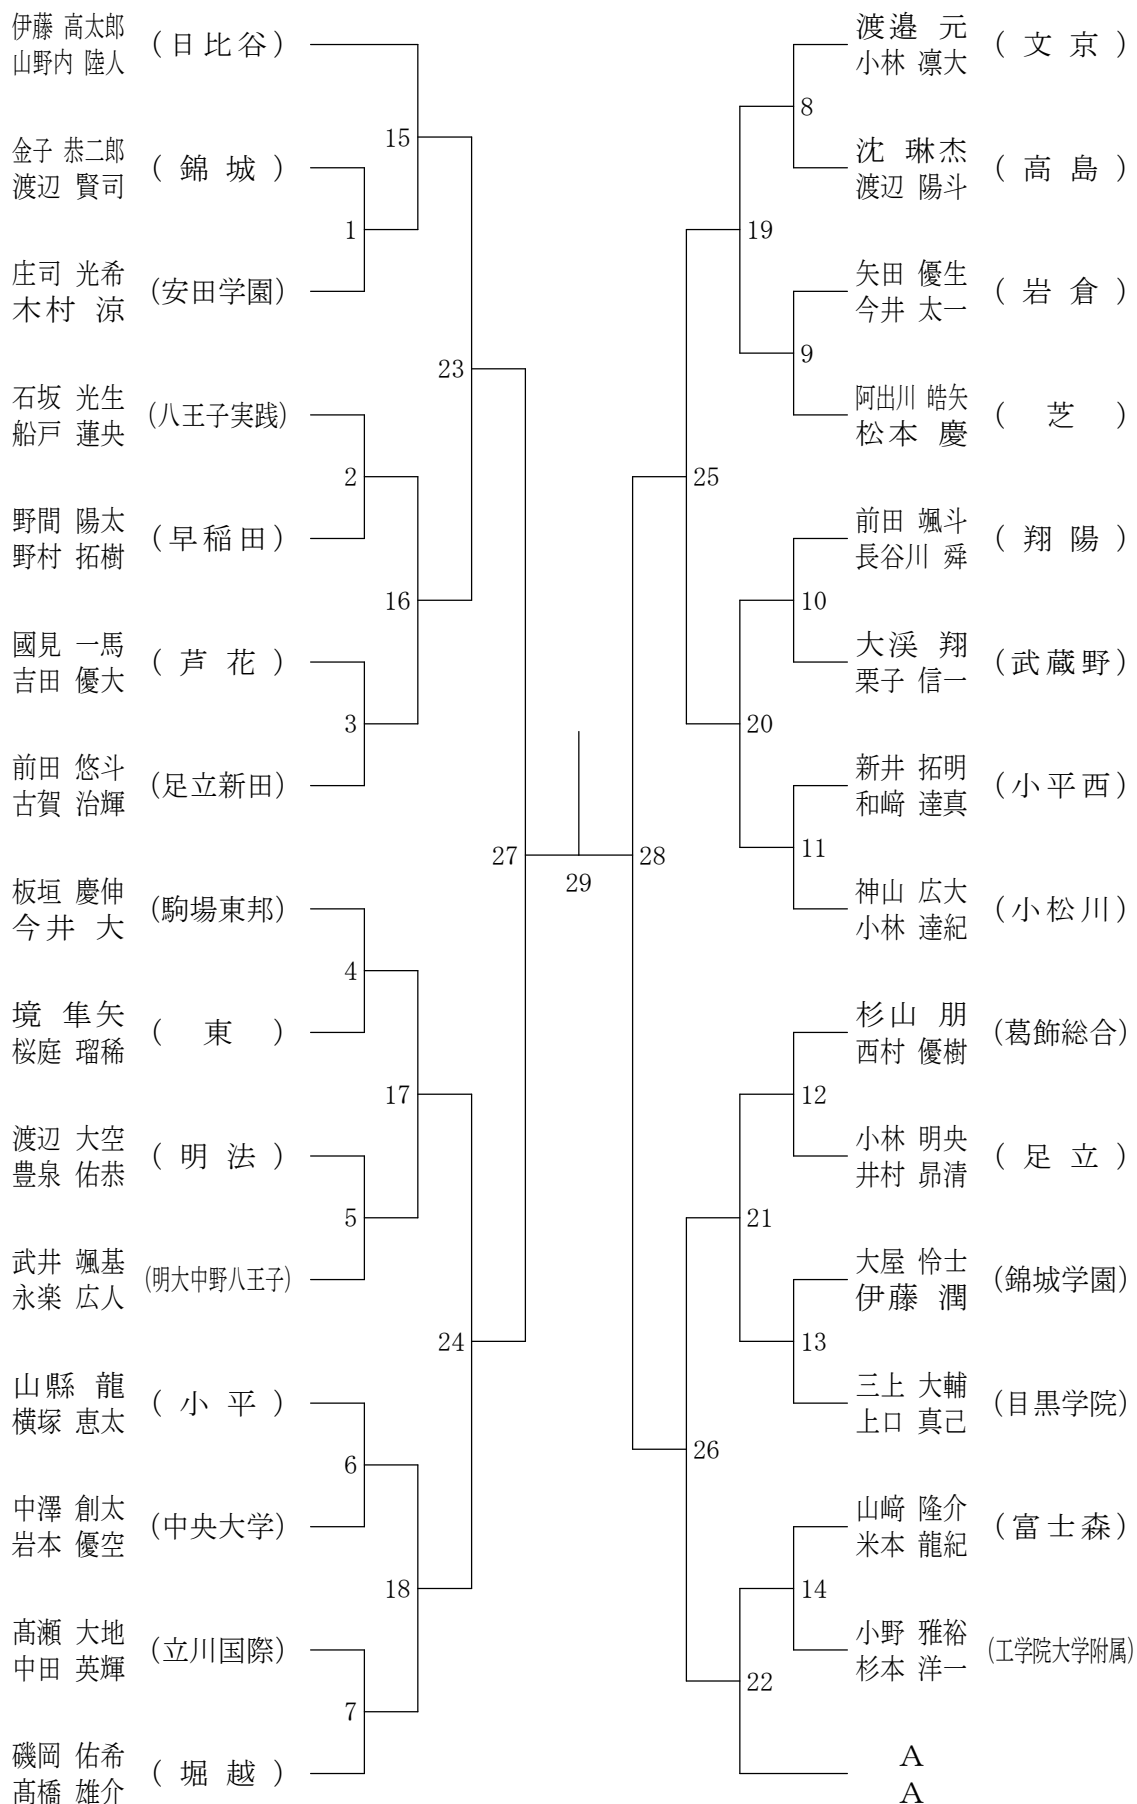 伊藤 高太郎
山野内 陸人
(日比谷)
金子 恭二郎
渡辺 賢司
(錦城)
庄司 光希
木村 涼
(安田学園)
石坂 光生
船戸 蓮央
(八王子実践)
野間 陽太
野村 拓樹
(早稲田)
國見 一馬
吉田 優大
(芦花)
前田 悠斗
古賀 治輝
(足立新田)
板垣 慶伸
今井 大
(駒場東邦)
境 隼矢
桜庭 瑠稀
(東)
渡辺 大空
豊泉 佑恭
(明法)
武井 颯基
永楽 広人
(明大中野八王子)
山縣 龍
横塚 恵太
(小平)
中澤 創太
岩本 優空
(中央大学)
髙瀬 大地
中田 英輝
(立川国際)
磯岡 佑希
髙橋 雄介
(堀越)
1
2
3
4
5
6
7
15
16
17
18
23
24
27
29
28
25
26
19
20
21
22
8
9
10
11
12
13
14
渡邉 元
小林 凛大
(文京)
沈 琳杰
渡辺 陽斗
(高島)
矢田 優生
今井 太一
(岩倉)
阿出川 皓矢
松本 慶
(芝)
前田 颯斗
長谷川 舜
(翔陽)
大渓 翔
栗子 信一
(武蔵野)
新井 拓明
和﨑 達真
(小平西)
神山 広大
小林 達紀
(小松川)
杉山 朋
西村 優樹
(葛飾総合)
小林 明央
井村 昴清
(足立)
大屋 怜士
伊藤 潤
(錦城学園)
三上 大輔
上口 真己
(目黒学院)
山﨑 隆介
米本 龍紀
(富士森)
小野 雅裕
杉本 洋一
(工学院大学附属)
A
A